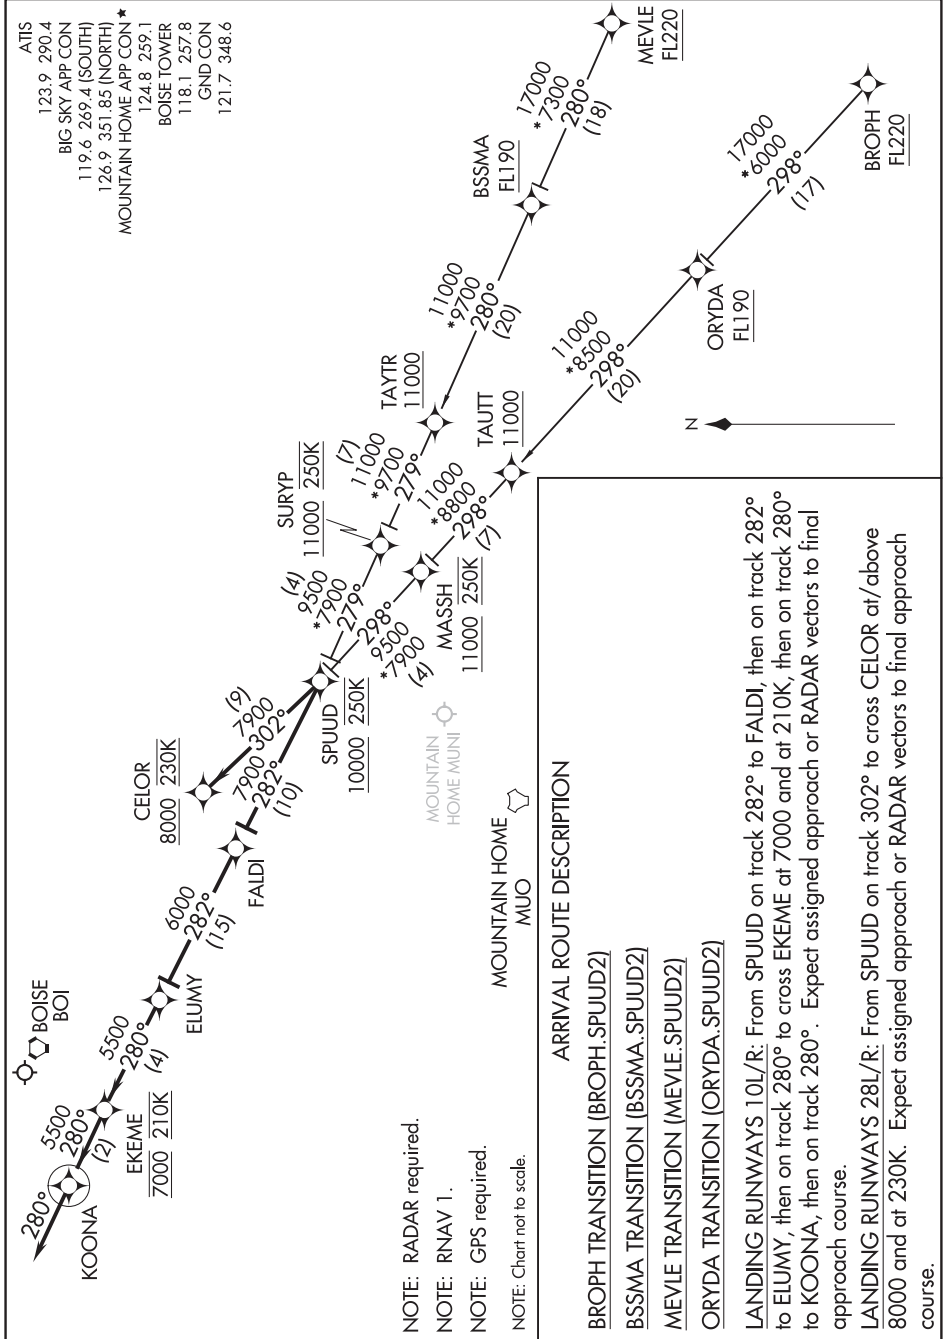 ATIS
123.9 290.4
BIG SKY APP CON
119.6 269.4 (SOUTH)
126.9 351.85 (NORTH)
MOUNTAIN HOME APP CON ★
124.8 259.1
BOISE TOWER
118.1 257.8
GND CON
121.7 348.6
MEVLE
FL220
17000
*7300
280°
(18)
BSSMA
FL190
11000
*9700
280°
(20)
TAYTR
11000
(7)
11000
*9700
279°
SURYP
11000 250K
(4)
9500
*7900
279°
BROPH
FL220
17000
*6000
298°
(17)
ORYDA
FL190
11000
*8500
298°
(20)
TAUTT
11000
11000
*8800
298°
(7)
MASSH
11000 250K
298°
9500
*7900
(4)
SPUUD
10000 250K
(9)
7900
302°
CELOR
8000 230K
7900
282°
(10)
FALDI
6000
282°
(15)
ELUMY
5500
280°
(4)
EKEME
7000 210K
5500
280°
(2)
KOONA
280°
BOISE
BOI
MOUNTAIN
HOME MUNI
MOUNTAIN HOME
MUO
N
NOTE: RADAR required.
NOTE: RNAV 1.
NOTE: GPS required.
NOTE: Chart not to scale.
ARRIVAL ROUTE DESCRIPTION
BROPH TRANSITION (BROPH.SPUUD2)
BSSMA TRANSITION (BSSMA.SPUUD2)
MEVLE TRANSITION (MEVLE.SPUUD2)
ORYDA TRANSITION (ORYDA.SPUUD2)
LANDING RUNWAYS 10L/R: From SPUUD on track 282° to FALDI, then on track 282°
to ELUMY, then on track 280° to cross EKEME at 7000 and at 210K, then on track 280°
to KOONA, then on track 280°. Expect assigned approach or RADAR vectors to final
approach course.
LANDING RUNWAYS 28L/R: From SPUUD on track 302° to cross CELOR at/above
8000 and at 230K. Expect assigned approach or RADAR vectors to final approach
course.